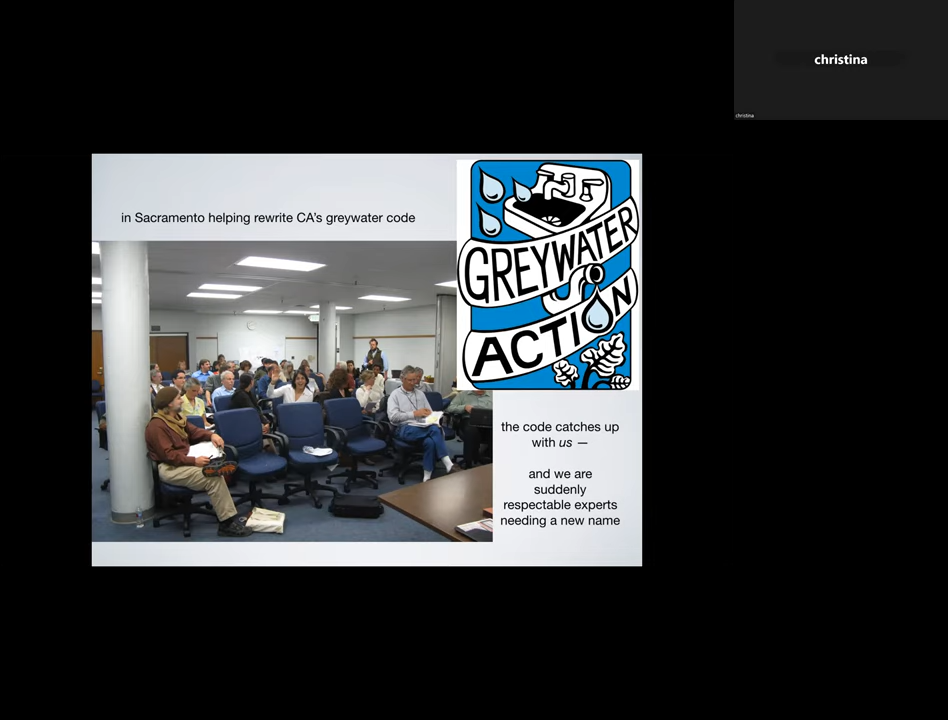 christina
christina
in Sacramento helping rewrite CA's greywater code
GREYWATER
ACTION
the code catches up
with us —
and we are
suddenly
respectable experts
needing a new name